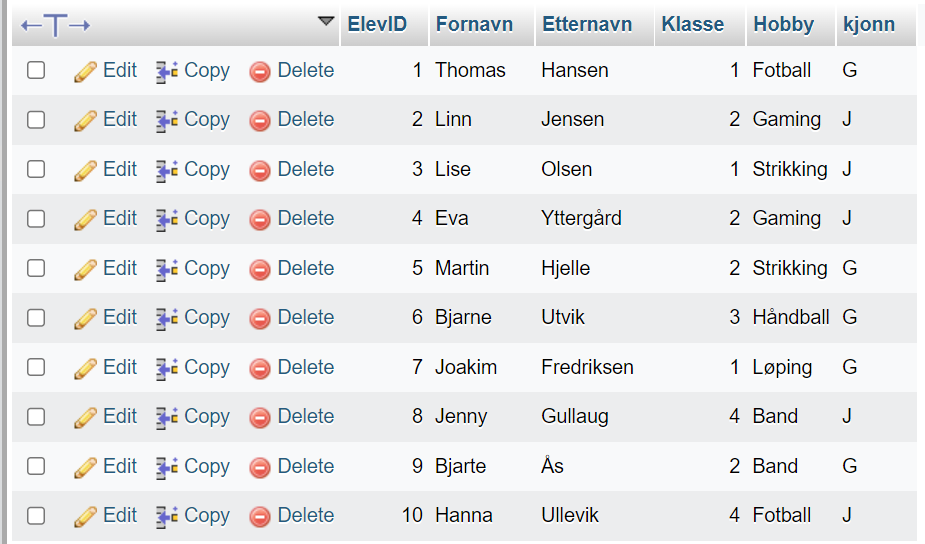 ElevID Fornavn Etternavn Klasse Hobby kjonn
Edit Copy Delete 1 Thomas Hansen 1 Fotball G
Edit Copy Delete 2 Linn Jensen 2 Gaming J
Edit Copy Delete 3 Lise Olsen 1 Strikking J
Edit Copy Delete 4 Eva Yttergård 2 Gaming J
Edit Copy Delete 5 Martin Hjelle 2 Strikking G
Edit Copy Delete 6 Bjarne Utvik 3 Håndball G
Edit Copy Delete 7 Joakim Fredriksen 1 Løping G
Edit Copy Delete 8 Jenny Gullaug 4 Band J
Edit Copy Delete 9 Bjarte Ås 2 Band G
Edit Copy Delete 10 Hanna Ullevik 4 Fotball J